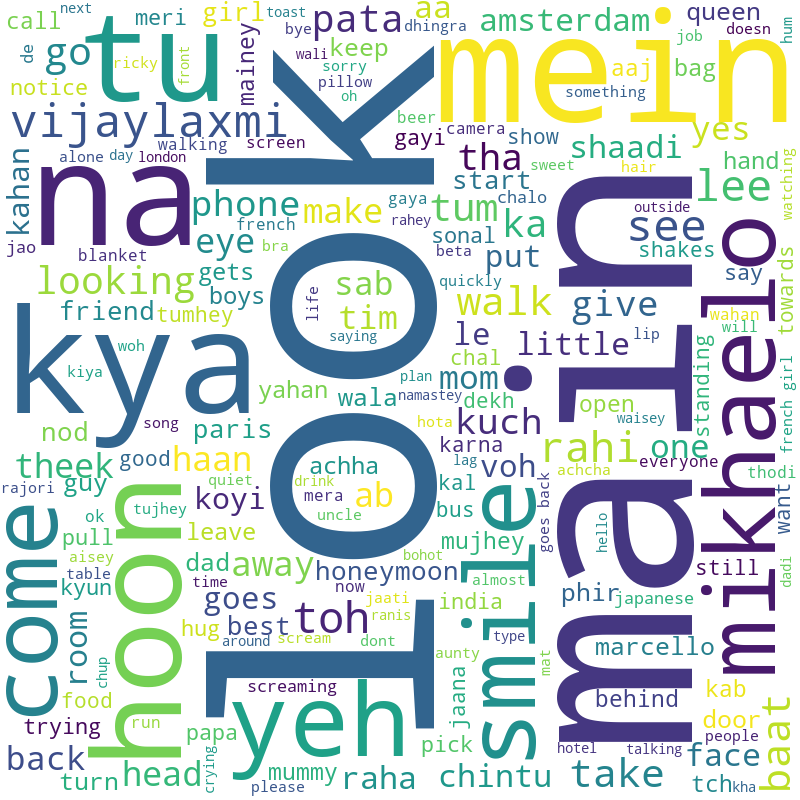 call
next
toast
meri
girl
tu
bye
pata
dhingra
aa
amsterdam
queen
doesn
hum
de
go
ricky
front
mainey
wali
keep
sorry
pillow
oh
look
mein
aaj
bag
job
something
notice
vijaylaxmi
walking
screen
beer
gayi
camera
show
yes
kahan
alone
day
london
na
tha
sweet
shaadi
hair
hand
watching
jao
blanket
phone
french
bra
make
gaya
rahey
tum
start
chalo
ka
main
outside
lee
see
shakes
looking
eye
gets
boys
sab
tim
life
saying
sonal
beta
quickly
put
walk
give
say
mikhaelo
towards
friend
tumhey
kya
woh
kiya
le
chal
little
lip
wahan
will
plan
namastey
mom
yahan
wala
dekh
open
waisey
standing
french girl
nod
song
paris
hota
karna
kuch
rahi
one
theek
guy
good
haan
achha
ab
drink
mera
uncle
lag
voh
achcha
everyone
thodi
rajori
ok
tujhey
quiet
koyi
kal
bus
goes back
hello
want
come
pull
aisey
hoon
leave
mujhey
smile
still
dadi
table
kyun
dad
away
bohot
honeymoon
almost
time
now
jaati
ranis
india
phir
japanese
room
chup
hug
goes
best
toh
around
scream
dont
aunty
type
marcello
food
run
screaming
yeh
jaana
mat
behind
kab
door
trying
papa
pick
hotel
talking
people
baat
back
turn
head
crying
please
mummy
raha
chintu
take
face
tch
kha